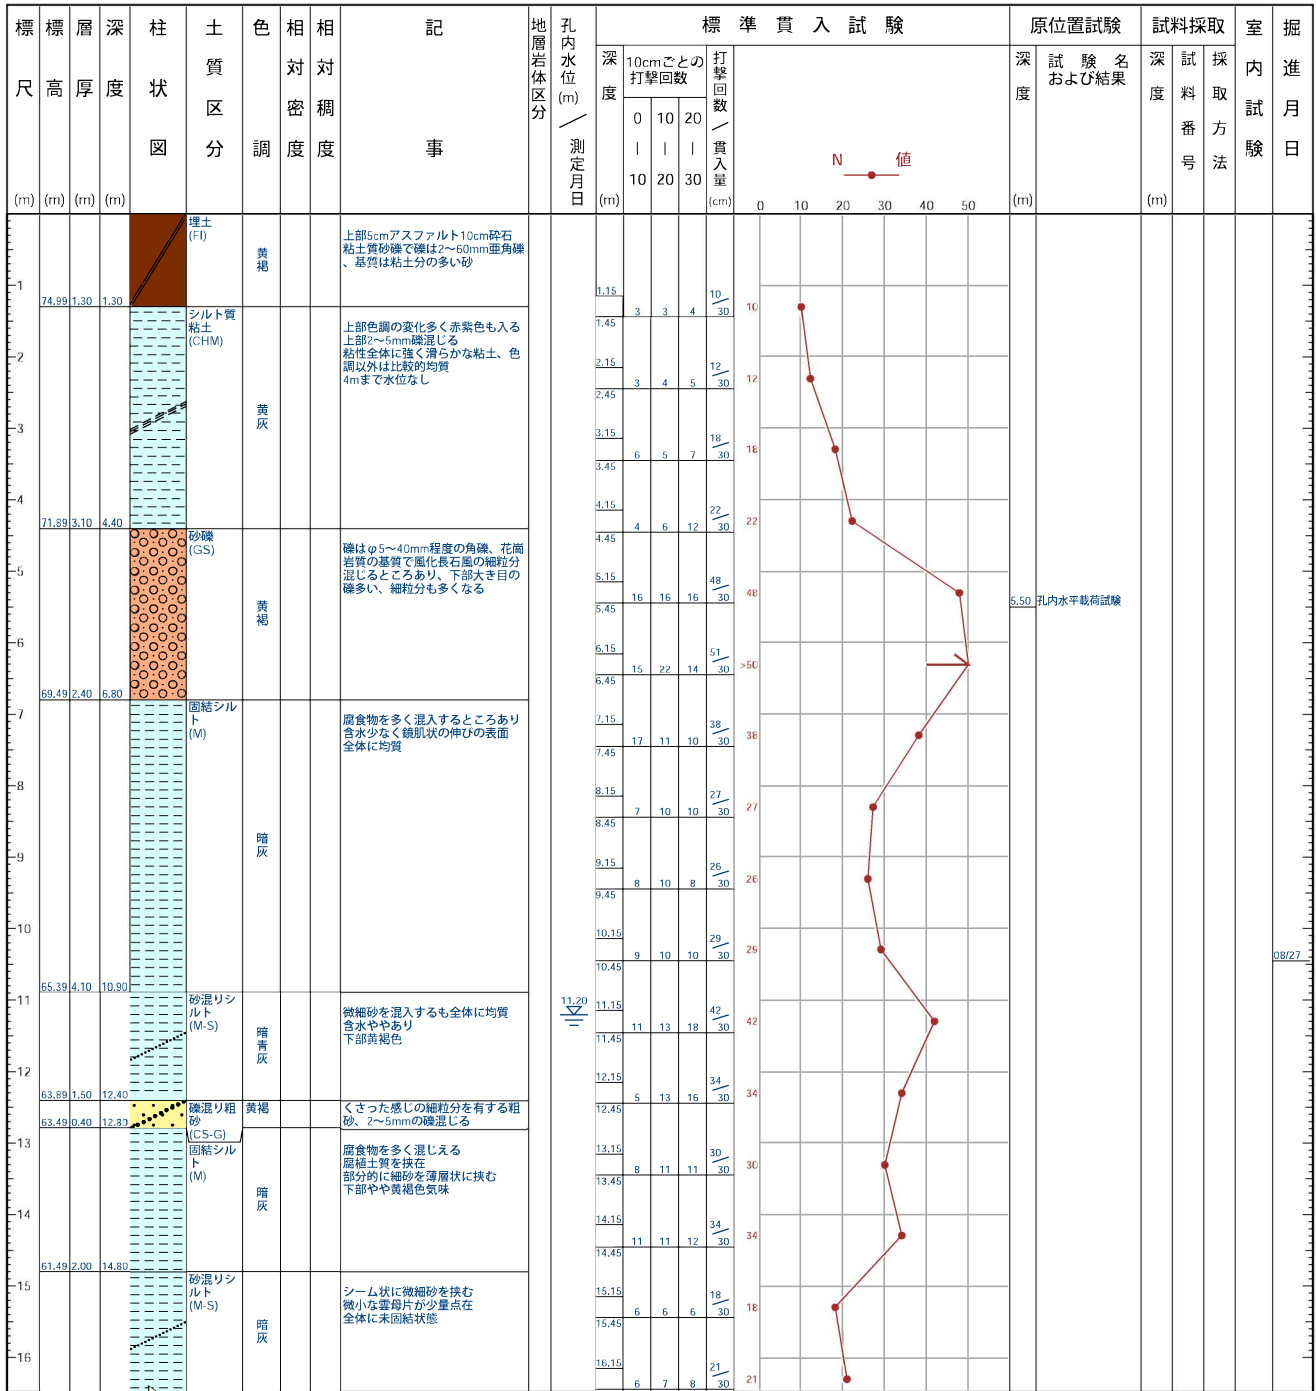 標尺 (m)
標高 (m)
層厚 (m)
深度 (m)
柱状図
土質区分
色調
相対密度
相対稠度
記事
地層岩体区分
孔内水位(m)/測定月日
標準貫入試験
深度 (m)
10cmごとの
打撃回数
0 | 10
10 | 20
20 | 30
打撃回数/貫入量 (cm)
N 値
0 10 20 30 40 50
原位置試験
深度 (m)
試験名
および結果
試料採取
深度 (m)
試料番号
採取方法
室内試験
掘進月日
埋土
(FI)
黄褐
上部5cmアスファルト10cm砕石
粘土質砂礫で礫は2〜60mm亜角礫
、基質は粘土分の多い砂
1
74.99 1.30 1.30
1.15
3 3 4 10/30
1.45
10
シルト質
粘土
(CHM)
黄灰
上部色調の変化多く赤紫色も入る
上部2〜5mm礫混じる
粘性全体に強く滑らかな粘土、色
調以外は比較的均質
4mまで水位なし
2
2.15
3 4 5 12/30
2.45
12
3
3.15
6 5 7 18/30
3.45
18
4
71.89 3.10 4.40
4.15
4 6 12 22/30
4.45
22
砂礫
(GS)
黄褐
礫はφ5〜40mm程度の角礫、花崗
岩質の基質で風化長石風の細粒分
混じるところあり、下部大き目の
礫多い、細粒分も多くなる
5
5.15
16 16 16 48/30
5.45
48
5.50 孔内水平載荷試験
6
6.15
15 22 14 51/30
6.45
>50
69.49 2.40 6.80
固結シル
ト
(M)
暗灰
腐食物を多く混入するところあり
含水少なく鏡肌状の伸びの表面
全体に均質
7
7.15
17 11 10 38/30
7.45
38
8
8.15
7 10 10 27/30
8.45
27
9
9.15
8 10 8 26/30
9.45
26
10
10.15
9 10 10 29/30
10.45
29
08/27
65.39 4.10 10.90
砂混りシ
ルト
(M-S)
暗青灰
微細砂を混入するも全体に均質
含水ややあり
下部黄褐色
11
11.20
11.15
11 13 18 42/30
11.45
42
12
63.89 1.50 12.40
12.15
5 13 16 34/30
12.45
34
礫混り粗
砂
(CS-G)
黄褐
くさった感じの細粒分を有する粗
砂、2〜5mmの礫混じる
63.49 0.40 12.80
13
固結シル
ト
(M)
暗灰
腐食物を多く混じえる
腐植土質を挟在
部分的に細砂を薄層状に挟む
下部やや黄褐色気味
13.15
8 11 11 30/30
13.45
30
14
14.15
11 11 12 34/30
14.45
34
61.49 2.00 14.80
砂混りシ
ルト
(M-S)
暗灰
シーム状に微細砂を挟む
微小な雲母片が少量点在
全体に未固結状態
15
15.15
6 6 6 18/30
15.45
18
16
16.15
6 7 8 21/30
21